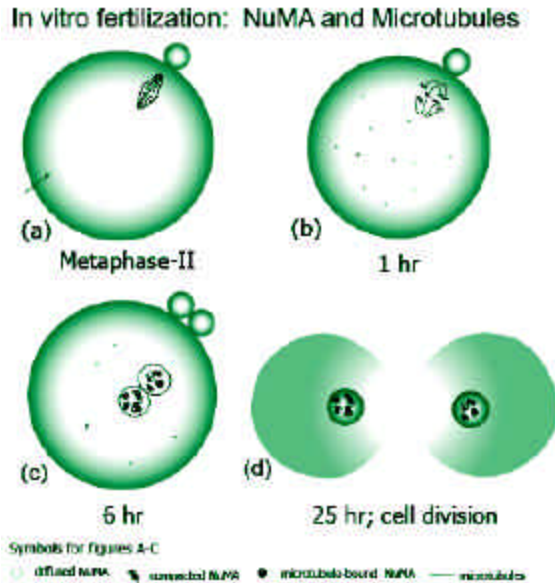 In vitro fertilization: NuMA and Microtubules
(a)
Metaphase-II
(b)
1 hr
(c)
6 hr
(d)
25 hr; cell division
Symbols for figures A-C
diffused NuMA
NuMA
microtubule-bound NuMA
microtubules